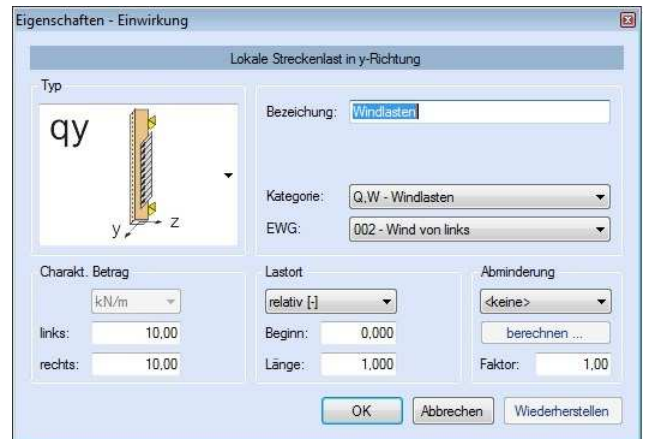 Eigenschaften - Einwirkung
Lokale Streckenlast in y-Richtung
Typ
qy
y z
Bezeichung: Windlasten
Kategorie: Q,W - Windlasten
EWG: 002 - Wind von links
Charakt. Betrag
kN/m
links: 10,00
rechts: 10,00
Lastort
relativ [-]
Beginn: 0,000
Länge: 1,000
Abminderung
<keine>
berechnen ...
Faktor: 1,00
OK Abbrechen Wiederherstellen